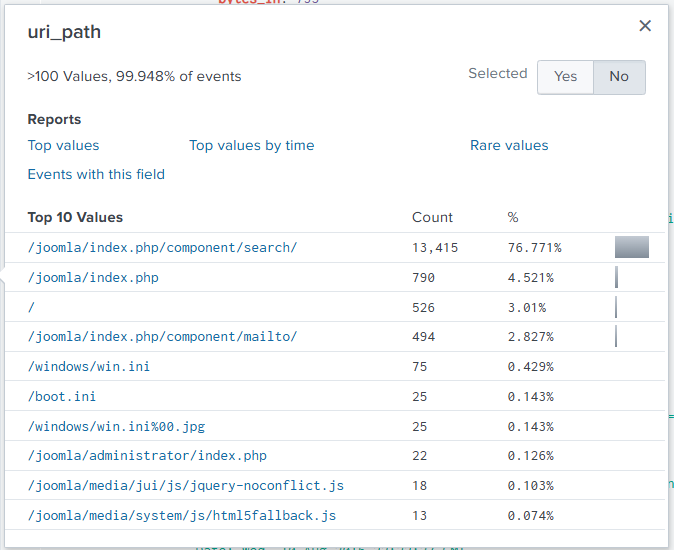 uri_path
>100 Values, 99.948% of events
Selected Yes No
Reports
Top values Top values by time Rare values
Events with this field
Top 10 Values Count %
/joomla/index.php/component/search/ 13,415 76.771%
/joomla/index.php 790 4.521%
/ 526 3.01%
/joomla/index.php/component/mailto/ 494 2.827%
/windows/win.ini 75 0.429%
/boot.ini 25 0.143%
/windows/win.ini%00.jpg 25 0.143%
/joomla/administrator/index.php 22 0.126%
/joomla/media/jui/js/jquery-noconflict.js 18 0.103%
/joomla/media/system/js/html5fallback.js 13 0.074%